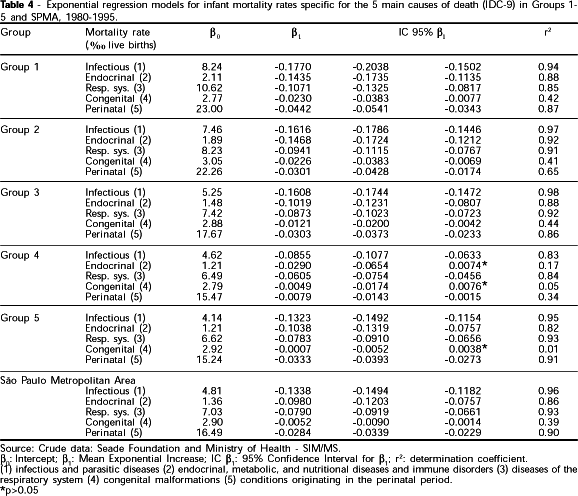 Table 4 - Exponential regression models for infant mortality rates specific for the 5 main causes of death (IDC-9) in Groups 1-
5 and SPMA, 1980-1995.
Group Mortality rate β0 β1 IC 95% β1 r²
(‱ live births)
Group 1 Infectious (1) 8.24 -0.1770 -0.2038 -0.1502 0.94
Endocrinal (2) 2.11 -0.1435 -0.1735 -0.1135 0.88
Resp. sys. (3) 10.62 -0.1071 -0.1325 -0.0817 0.85
Congenital (4) 2.77 -0.0230 -0.0383 -0.0077 0.42
Perinatal (5) 23.00 -0.0442 -0.0541 -0.0343 0.87
Group 2 Infectious (1) 7.46 -0.1616 -0.1786 -0.1446 0.97
Endocrinal (2) 1.89 -0.1468 -0.1724 -0.1212 0.92
Resp. sys. (3) 8.23 -0.0941 -0.1115 -0.0767 0.91
Congenital (4) 3.05 -0.0226 -0.0383 -0.0069 0.41
Perinatal (5) 22.26 -0.0301 -0.0428 -0.0174 0.65
Group 3 Infectious (1) 5.25 -0.1608 -0.1744 -0.1472 0.98
Endocrinal (2) 1.48 -0.1019 -0.1231 -0.0807 0.88
Resp. sys. (3) 7.42 -0.0873 -0.1023 -0.0723 0.92
Congenital (4) 2.88 -0.0121 -0.0200 -0.0042 0.44
Perinatal (5) 17.67 -0.0303 -0.0373 -0.0233 0.86
Group 4 Infectious (1) 4.62 -0.0855 -0.1077 -0.0633 0.83
Endocrinal (2) 1.21 -0.0290 -0.0654 0.0074* 0.17
Resp. sys. (3) 6.49 -0.0605 -0.0754 -0.0456 0.84
Congenital (4) 2.79 -0.0049 -0.0174 0.0076* 0.05
Perinatal (5) 15.47 -0.0079 -0.0143 -0.0015 0.34
Group 5 Infectious (1) 4.14 -0.1323 -0.1492 -0.1154 0.95
Endocrinal (2) 1.21 -0.1038 -0.1319 -0.0757 0.82
Resp. sys. (3) 6.62 -0.0783 -0.0910 -0.0656 0.93
Congenital (4) 2.92 -0.0007 -0.0052 0.0038* 0.01
Perinatal (5) 15.24 -0.0333 -0.0393 -0.0273 0.91
São Paulo Metropolitan Area
Infectious (1) 4.81 -0.1338 -0.1494 -0.1182 0.96
Endocrinal (2) 1.36 -0.0980 -0.1203 -0.0757 0.86
Resp. sys. (3) 7.03 -0.0790 -0.0919 -0.0661 0.93
Congenital (4) 2.90 -0.0052 -0.0090 -0.0014 0.39
Perinatal (5) 16.49 -0.0284 -0.0339 -0.0229 0.90
Source: Crude data: Seade Foundation and Ministry of Health - SIM/MS.
β0: Intercept; β1: Mean Exponential Increase; IC β1: 95% Confidence Interval for β1; r²: determination coefficient.
(1) infectious and parasitic diseases (2) endocrinal, metabolic, and nutritional diseases and immune disorders (3) diseases of the
respiratory system (4) congenital malformations (5) conditions originating in the perinatal period.
*p>0.05